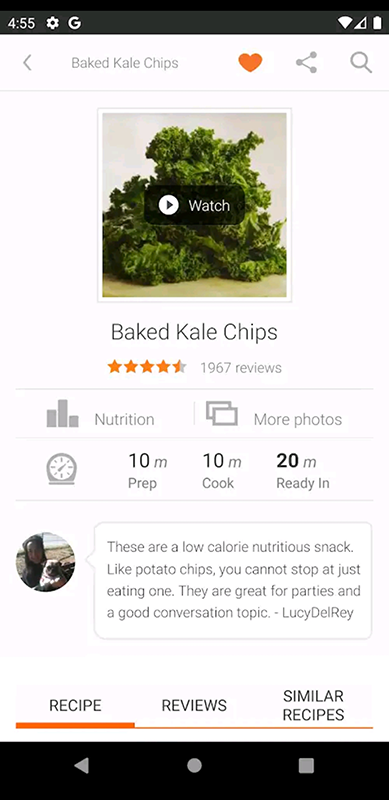 4:55
Baked Kale Chips
Watch
Baked Kale Chips
1967 reviews
Nutrition
More photos
10 m
10 m
20 m
Prep
Cook
Ready In
These are a low calorie nutritious snack.
Like potato chips, you cannot stop at just
eating one. They are great for parties and
a good conversation topic. - LucyDelRey
RECIPE
REVIEWS
SIMILAR
RECIPES